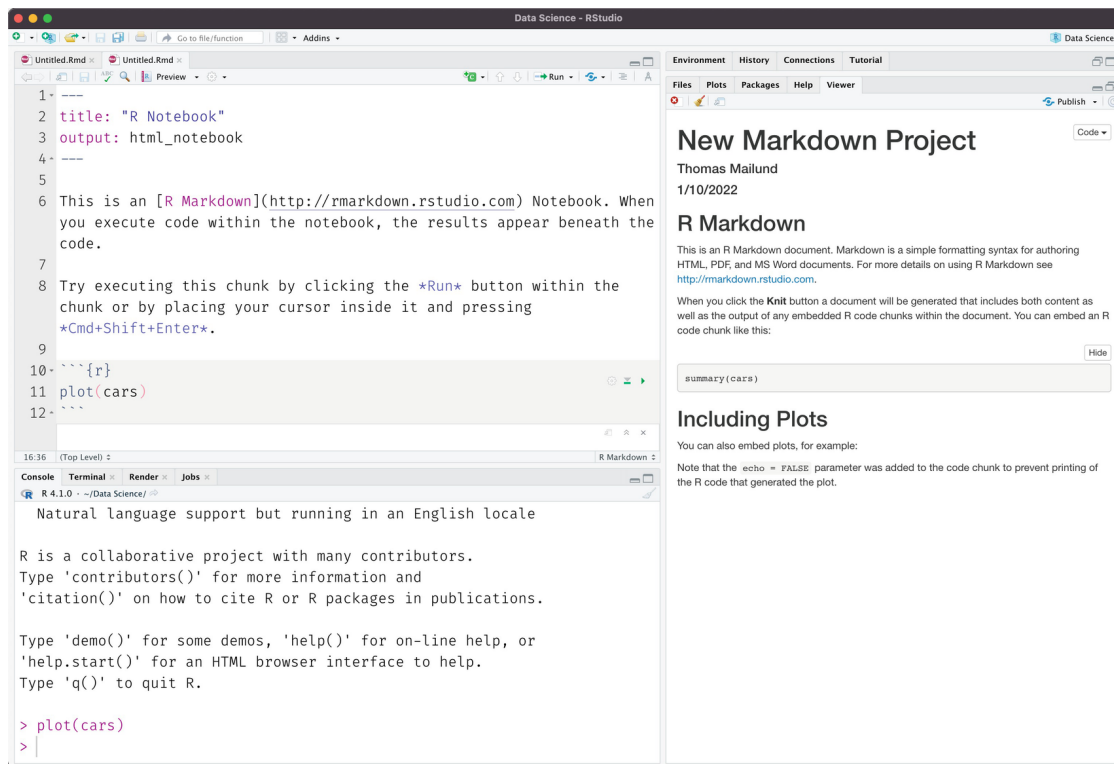 Data Science - RStudio
Go to file/function Addins Data Science
Untitled.Rmd Untitled.Rmd
ABC Preview Run
1 ---
2 title: "R Notebook"
3 output: html_notebook
4 ---
5
6 This is an [R Markdown](http://rmarkdown.rstudio.com) Notebook. When
you execute code within the notebook, the results appear beneath the
code.
7
8 Try executing this chunk by clicking the *Run* button within the
chunk or by placing your cursor inside it and pressing
*Cmd+Shift+Enter*.
9
10 ```{r}
11 plot(cars)
12 ```
16:36 (Top Level) R Markdown
Console Terminal Render Jobs
R 4.1.0 · ~/Data Science/
Natural language support but running in an English locale
R is a collaborative project with many contributors.
Type 'contributors()' for more information and
'citation()' on how to cite R or R packages in publications.
Type 'demo()' for some demos, 'help()' for on-line help, or
'help.start()' for an HTML browser interface to help.
Type 'q()' to quit R.
> plot(cars)
>
Environment History Connections Tutorial
Files Plots Packages Help Viewer
Publish
New Markdown Project Code
Thomas Mailund
1/10/2022
R Markdown
This is an R Markdown document. Markdown is a simple formatting syntax for authoring
HTML, PDF, and MS Word documents. For more details on using R Markdown see
http://rmarkdown.rstudio.com.
When you click the Knit button a document will be generated that includes both content as
well as the output of any embedded R code chunks within the document. You can embed an R
code chunk like this:
Hide
summary(cars)
Including Plots
You can also embed plots, for example:
Note that the echo = FALSE parameter was added to the code chunk to prevent printing of
the R code that generated the plot.